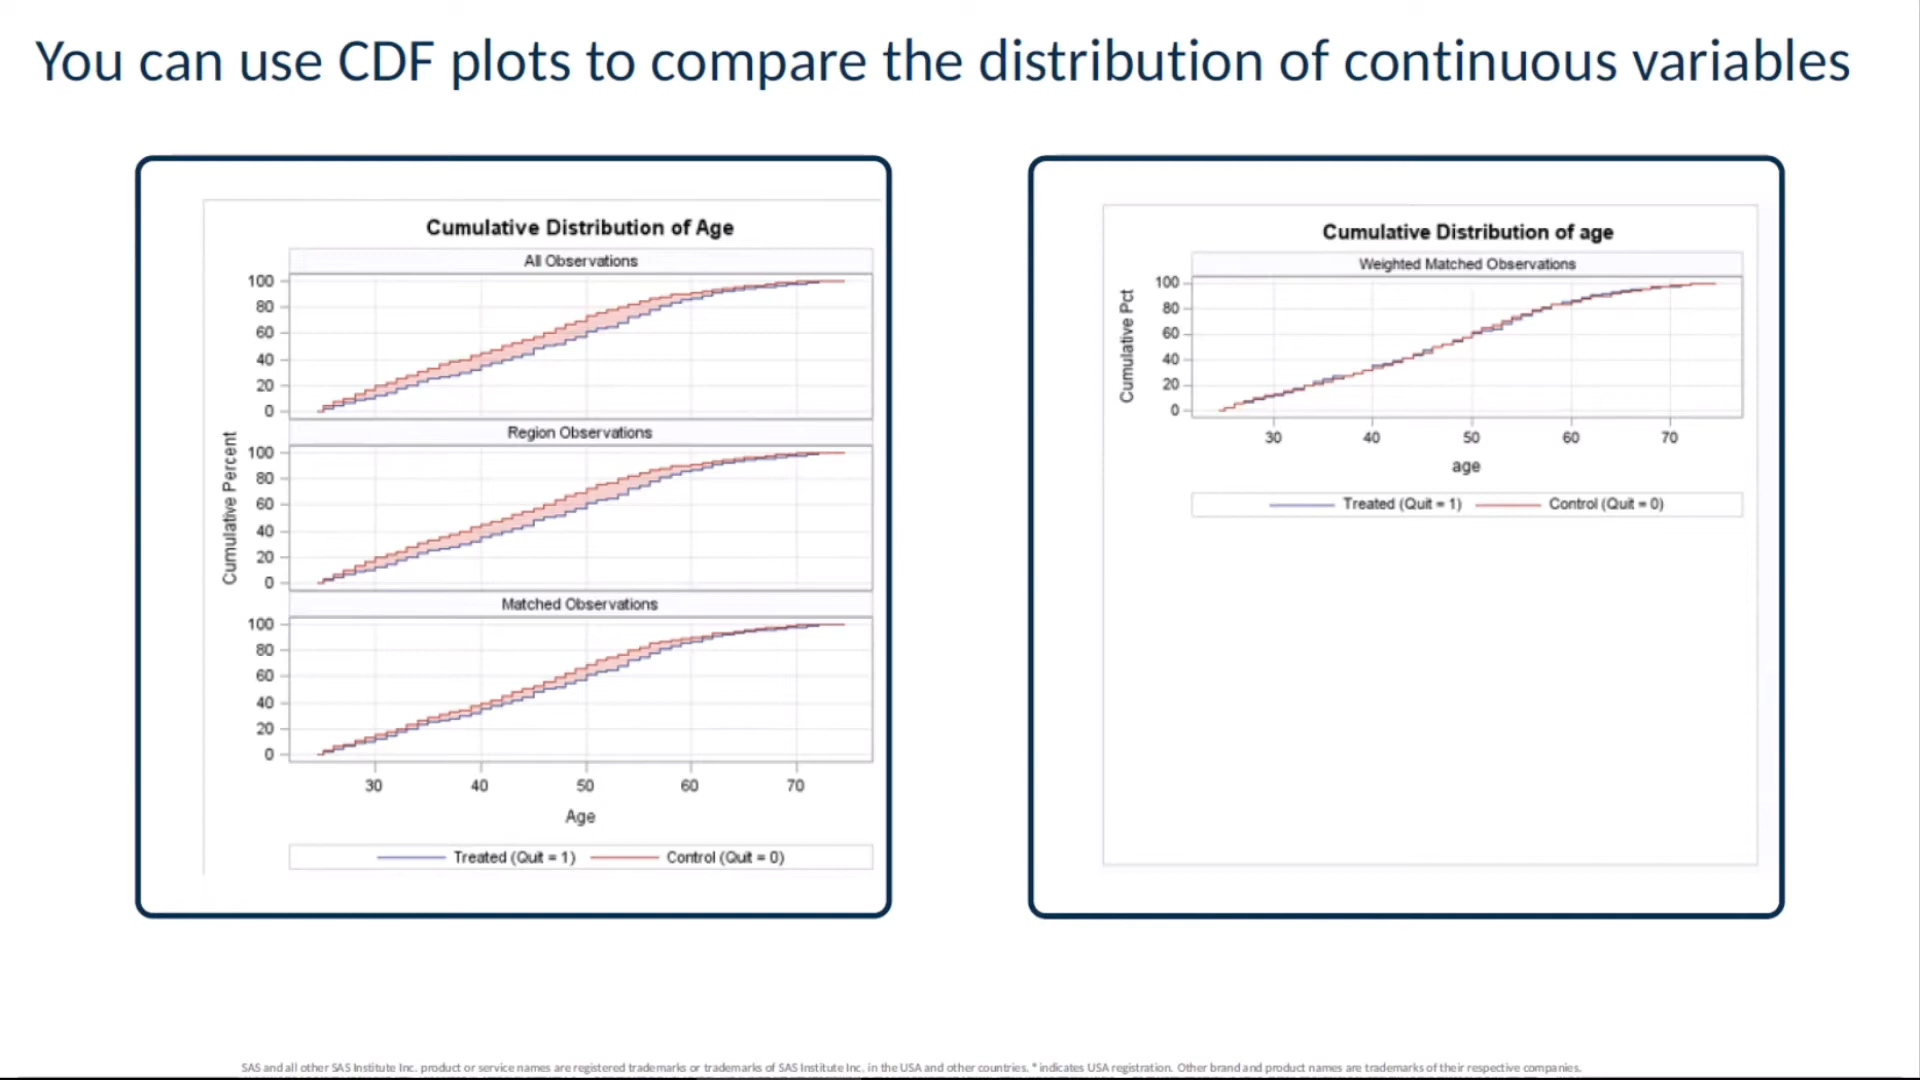 You can use CDF plots to compare the distribution of continuous variables
Cumulative Distribution of Age
All Observations
100
80
60
40
20
0
Region Observations
100
80
60
40
20
0
Matched Observations
100
80
60
40
20
0
Cumulative Percent
30 40 50 60 70
Age
Treated (Quit = 1) Control (Quit = 0)
Cumulative Distribution of age
Weighted Matched Observations
100
80
60
40
20
0
Cumulative Pct
30 40 50 60 70
age
Treated (Quit = 1) Control (Quit = 0)
SAS and all other SAS Institute Inc. product or service names are registered trademarks or trademarks of SAS Institute Inc. in the USA and other countries. ® indicates USA registration. Other brand and product names are trademarks of their respective companies.